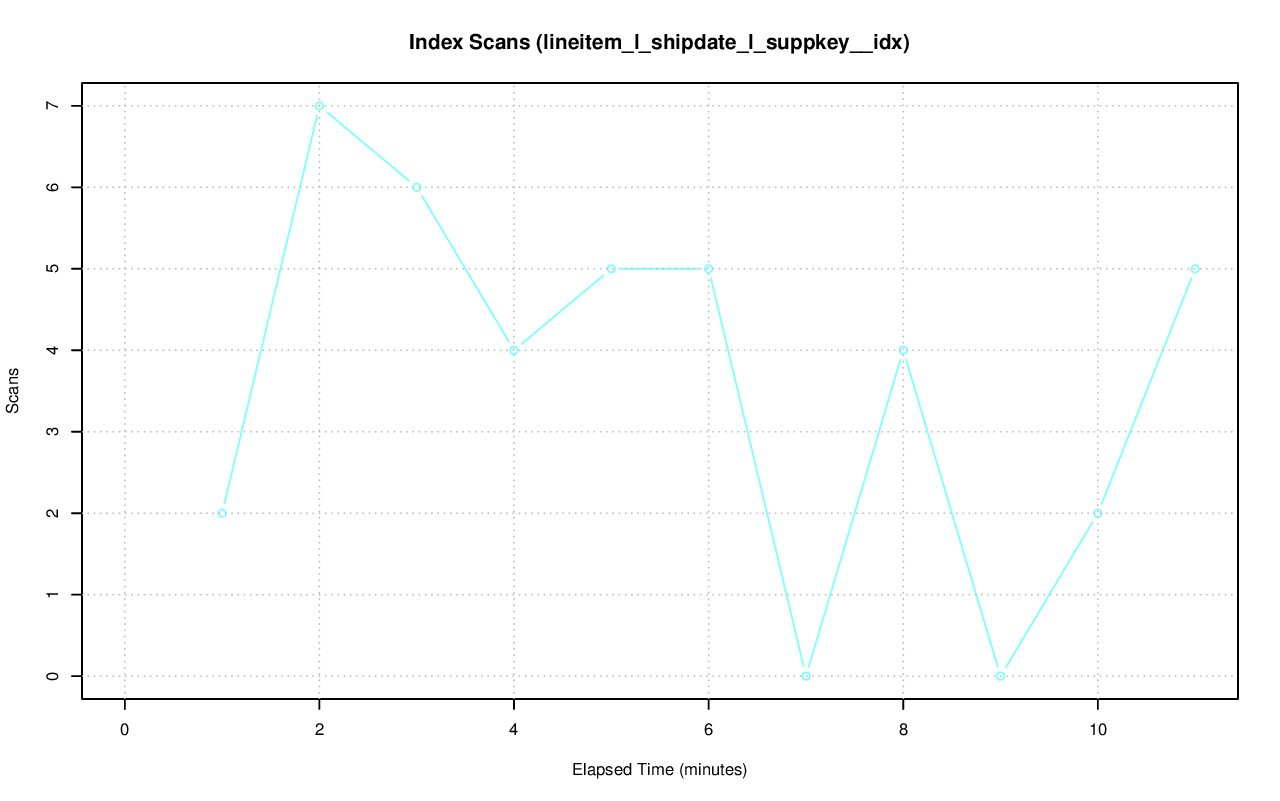 Index Scans (lineitem_l_shipdate_l_suppkey__idx)
7
6
5
4
3
2
1
0
Scans
0 2 4 6 8 10
Elapsed Time (minutes)